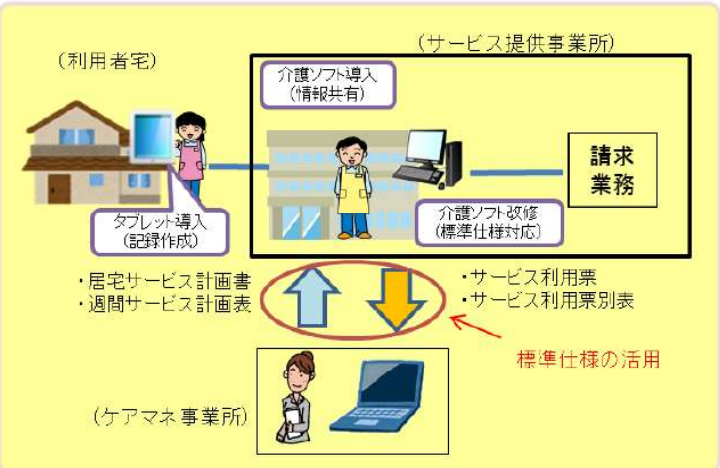 (利用者宅)
(サービス提供事業所)
介護ソフト導入
(情報共有)
請求
業務
タブレット導入
(記録作成)
介護ソフト改修
(標準仕様対応)
・居宅サービス計画書
・週間サービス計画表
・サービス利用票
・サービス利用票別表
標準仕様の活用
(ケアマネ事業所)